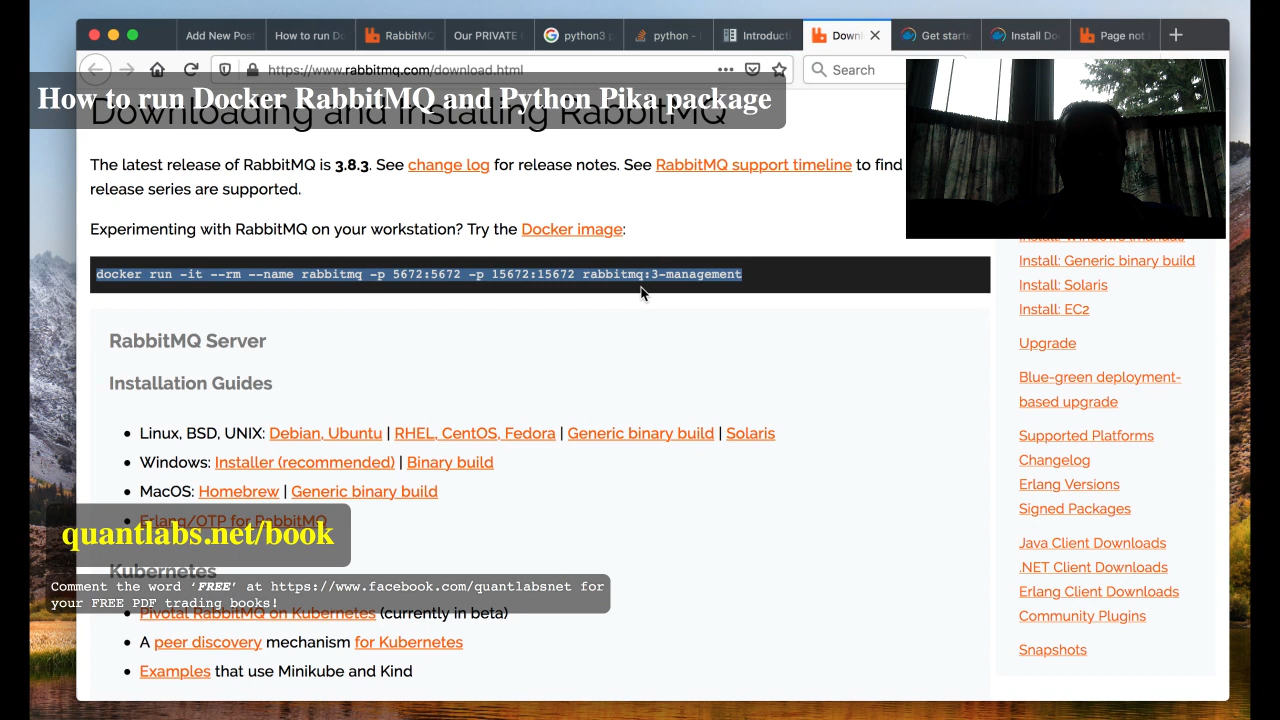 Add New Post
How to run Do
RabbitMQ
Our PRIVATE
python3 p
python -
Introducti
Down
Get starte
Install Do
Page not
https://www.rabbitmq.com/download.html
Search
How to run Docker RabbitMQ and Python Pika package
Downloading and Installing RabbitMQ
The latest release of RabbitMQ is 3.8.3. See change log for release notes. See RabbitMQ support timeline to find
release series are supported.
Experimenting with RabbitMQ on your workstation? Try the Docker image:
docker run -it --rm --name rabbitmq -p 5672:5672 -p 15672:15672 rabbitmq:3-management
RabbitMQ Server
Installation Guides
• Linux, BSD, UNIX: Debian, Ubuntu | RHEL, CentOS, Fedora | Generic binary build | Solaris
• Windows: Installer (recommended) | Binary build
• MacOS: Homebrew | Generic binary build
• Erlang/OTP for RabbitMQ
quantlabs.net/book
Kubernetes
Comment the word ‘FREE’ at https://www.facebook.com/quantlabsnet for
your FREE PDF trading books!
• Pivotal RabbitMQ on Kubernetes (currently in beta)
• A peer discovery mechanism for Kubernetes
• Examples that use Minikube and Kind
Install: Windows (manual)
Install: Generic binary build
Install: Solaris
Install: EC2
Upgrade
Blue-green deployment-
based upgrade
Supported Platforms
Changelog
Erlang Versions
Signed Packages
Java Client Downloads
.NET Client Downloads
Erlang Client Downloads
Community Plugins
Snapshots